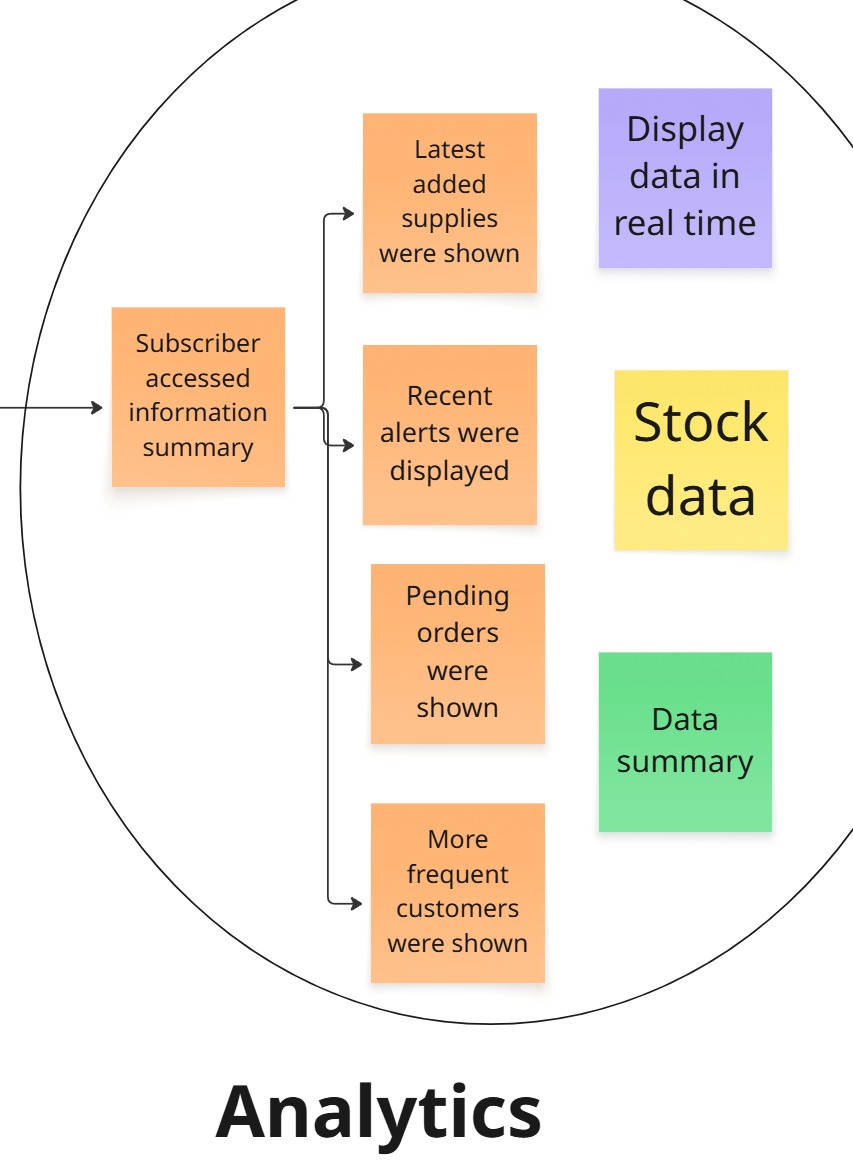 Subscriber
accessed
information
summary
Latest
added
supplies
were shown
Recent
alerts were
displayed
Pending
orders
were
shown
More
frequent
customers
were shown
Display
data in
real time
Stock
data
Data
summary
Analytics